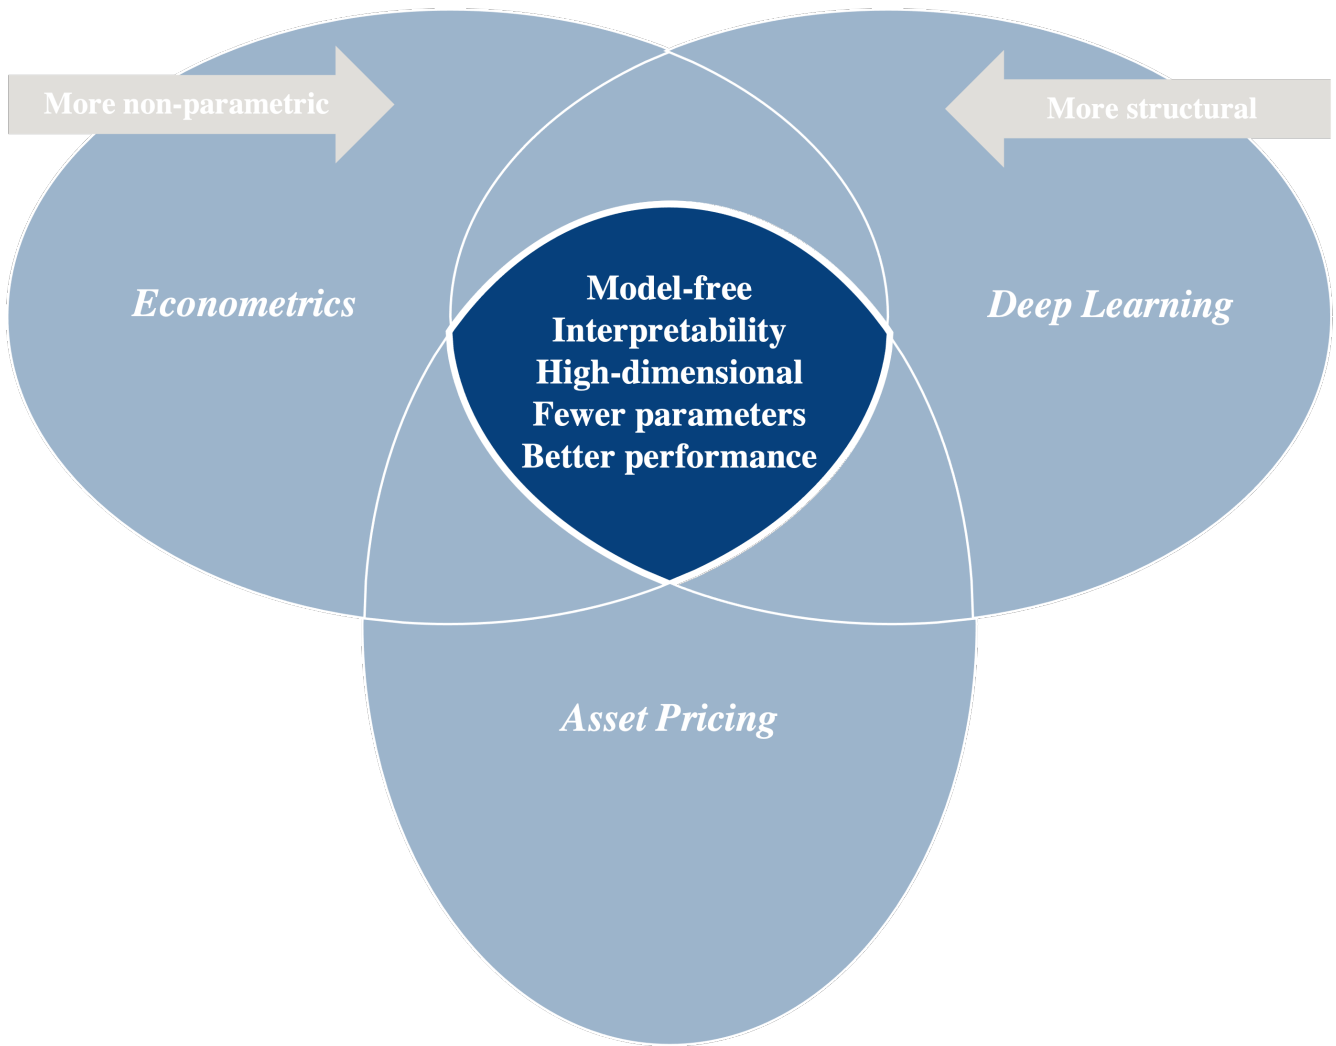 More non-parametric
More structural
Econometrics
Deep Learning
Model-free
Interpretability
High-dimensional
Fewer parameters
Better performance
Asset Pricing